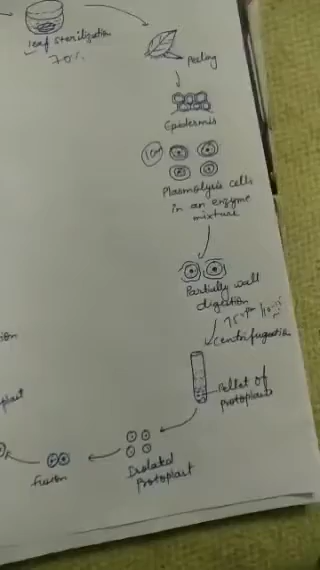 leaf sterilization
70%
Peeling
Epidermis
Plasmolysis cells
in an enzyme
mixture
Partially wall
digestion
Centrifugation
Pellet of
Protoplasts
Isolated
Protoplast
fusion